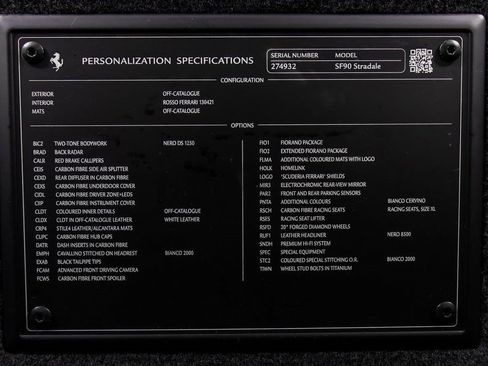 PERSONALIZATION SPECIFICATIONS
SERIAL NUMBER MODEL
274932 SF90 Stradale
CONFIGURATION
EXTERIOR OFF-CATALOGUE
INTERIOR ROSSO FERRARI 130421
MATS OFF-CATALOGUE
OPTIONS
BIC2 TWO-TONE BODYWORK NERO DS 1250
BRAD BACK RADAR
CALR RED BRAKE CALLIPERS
CEIS CARBON FIBRE SIDE AIR SPLITTER
CEXD REAR DIFFUSER IN CARBON FIBRE
CEXS CARBON FIBRE UNDERDOOR COVER
CIDL CARBON FIBRE DRIVER ZONE+LEDS
CIIP CARBON FIBRE INSTRUMENT COVER
CLDT COLOURED INNER DETAILS OFF-CATALOGUE
CLDX CLDT IN OFF-CATALOGUE LEATHER WHITE LEATHER
CRP4 STILE4 LEATHER/ALCANTARA MATS
CUPC CARBON FIBRE HUB CAPS
DATR DASH INSERTS IN CARBON FIBRE
EMPH CAVALLINO STITCHED ON HEADREST BIANCO 2000
EXAB BLACK TAILPIPE TIPS
FCAM ADVANCED FRONT DRIVING CAMERA
FCWS CARBON FIBER FRONT SPOILER
FIO1 FIORANO PACKAGE
FIO2 EXTENDED FIORANO PACKAGE
FLMA ADDITIONAL COLOURED MATS WITH LOGO
HOLK HOMELINK
LOGO "SCUDERIA FERRARI" SHIELDS
MIR3 ELECTROCHROMIC REAR-VIEW MIRROR
PAR2 FRONT AND REAR PARKING SENSORS
PNTA ADDITIONAL COLOURS BIANCO CERVINO
RSCH CARBON FIBRE RACING SEATS RACING SEATS, SIZE XL
RSES RACING SEAT LIFTER
RSFD 20" FORGED DIAMOND WHEELS
RUF1 LEATHER HEADLINER NERO 8500
SNDH PREMIUM HI-FI SYSTEM
SPEC SPECIAL EQUIPMENT
STC2 COLOURED SPECIAL STITCHING O.R. BIANCO 2000
TIWN WHEEL STUD BOLTS IN TITANIUM